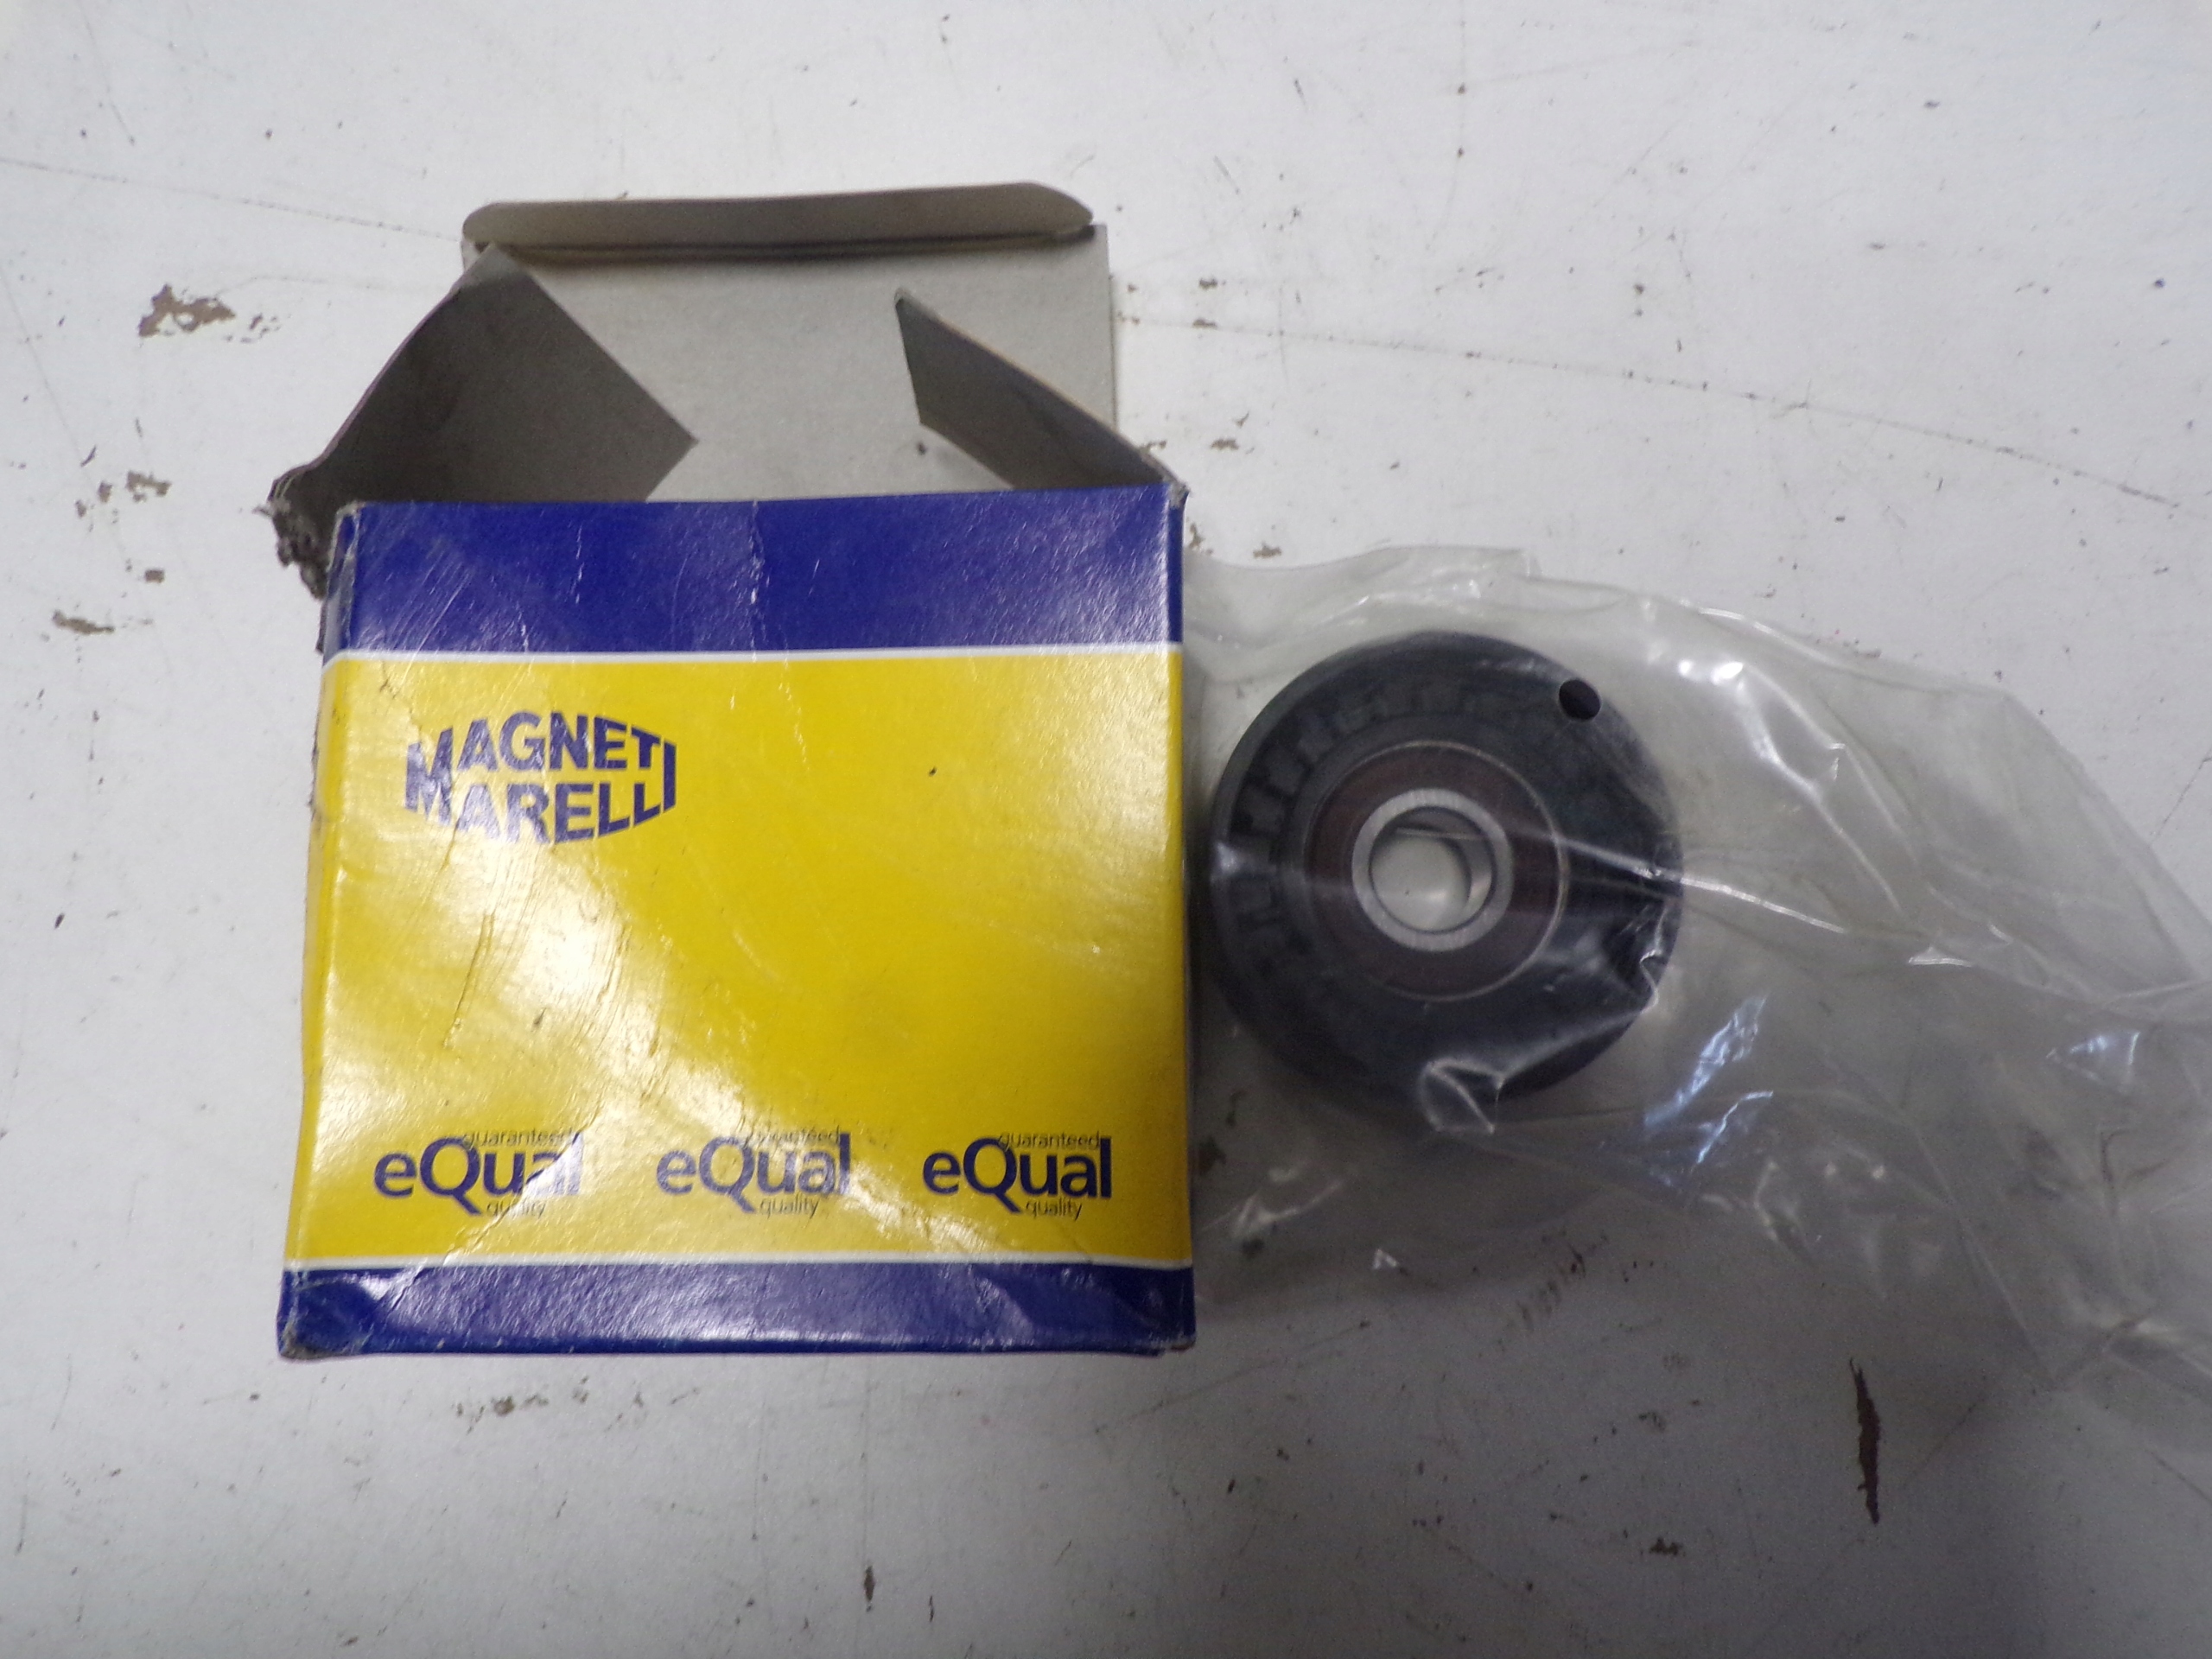 MAGNETI
MARELLI
guaranteed
eQual
quality
guaranteed
eQual
quality
guaranteed
eQual
quality